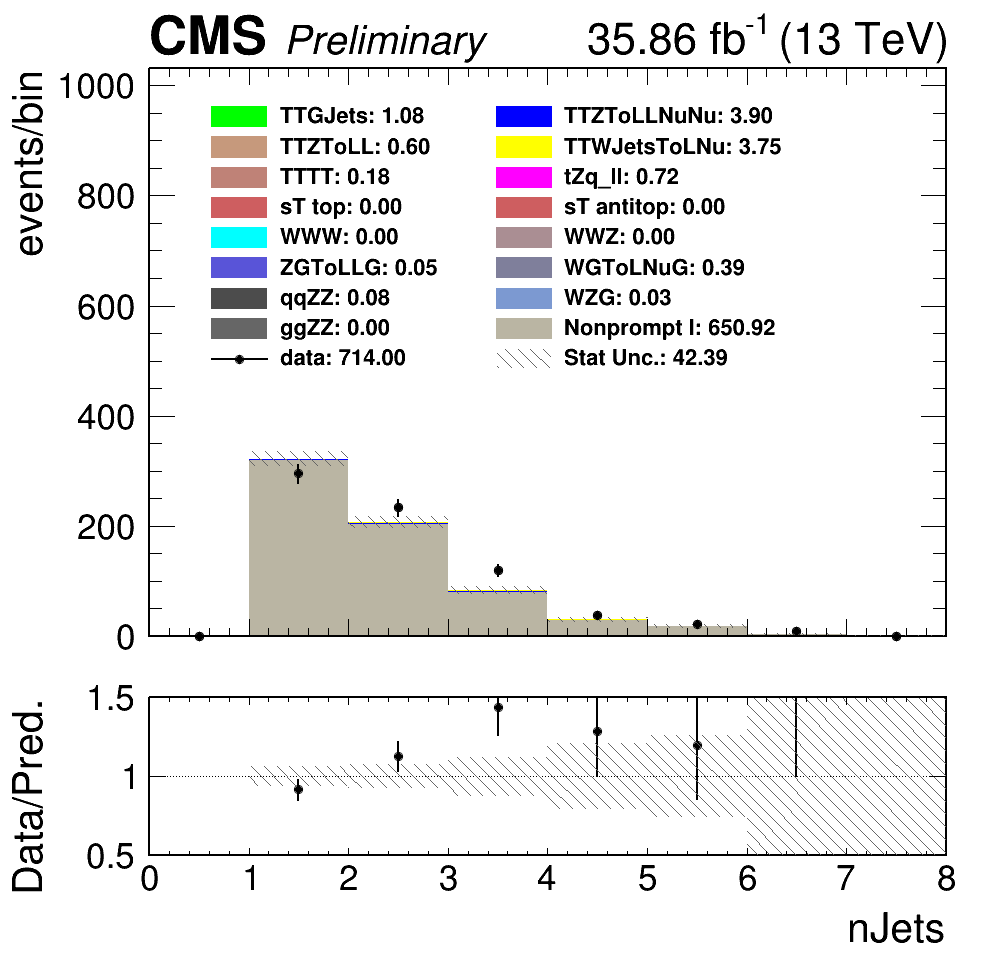 CMS Preliminary 35.86 fb-1 (13 TeV)
events/bin
1000
800
600
400
200
0
TTGJets: 1.08 TTZToLLNuNu: 3.90
TTZToLL: 0.60 TTWJetsToLNu: 3.75
TTTT: 0.18 tZq_ll: 0.72
sT top: 0.00 sT antitop: 0.00
WWW: 0.00 WWZ: 0.00
ZGToLLG: 0.05 WGToLNuG: 0.39
qqZZ: 0.08 WZG: 0.03
ggZZ: 0.00 Nonprompt l: 650.92
data: 714.00 Stat Unc.: 42.39
Data/Pred.
1.5
1
0.5
0 1 2 3 4 5 6 7 8
nJets